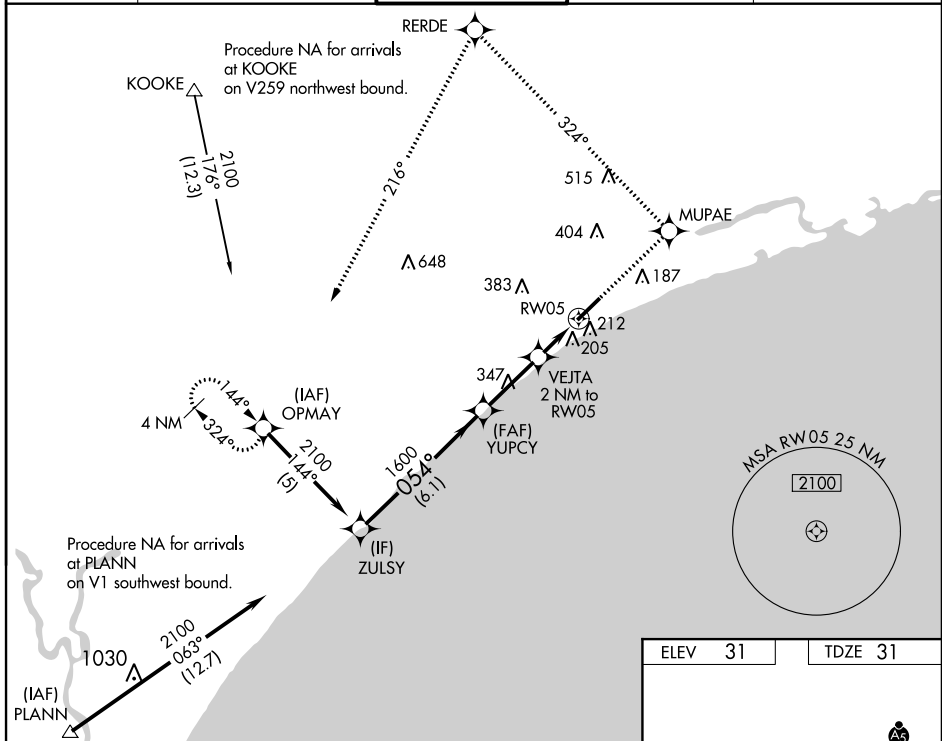 RERDE
Procedure NA for arrivals
at KOOKE
on V259 northwest bound.
KOOKE
2100
176°
(12.3)
216°
324°
515
404
MUPAE
648
383
187
RW05
212
205
VEJTA
2 NM to
RW05
347
(FAF)
YUPCY
(IAF)
OPMAY
144°
324°
4 NM
2100
144°
(5)
1600
054°
(6.1)
(IF)
ZULSY
MSA RW05 25 NM
2100
Procedure NA for arrivals
at PLANN
on V1 southwest bound.
2100
063°
(12.7)
1030
(IAF)
PLANN
ELEV 31
TDZE 31
A5